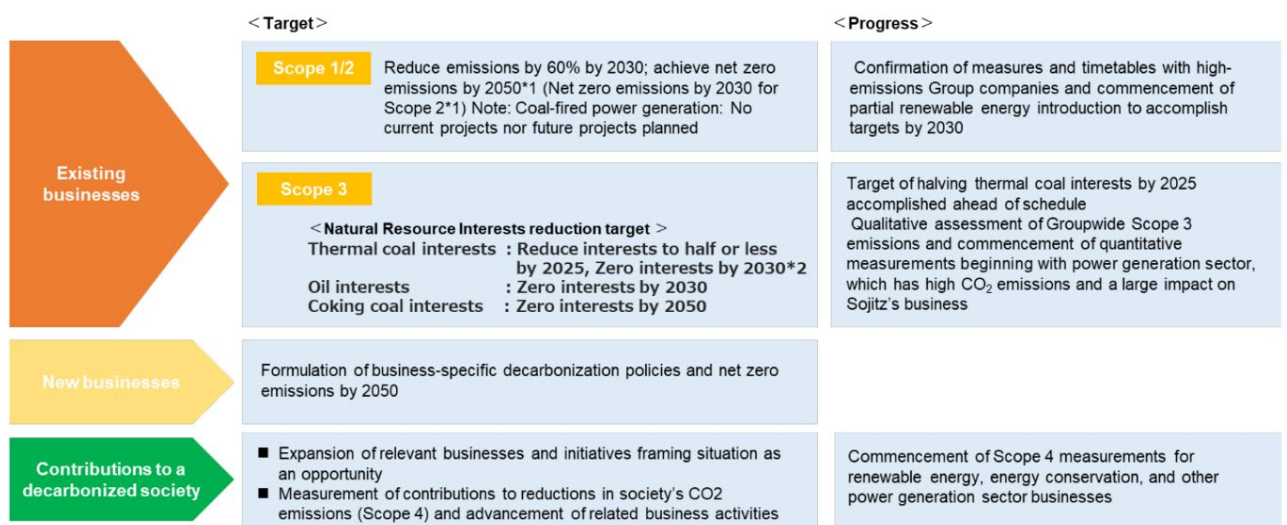 ＜Target＞
＜Progress＞
Existing
businesses
Scope 1/2
Reduce emissions by 60% by 2030; achieve net zero
emissions by 2050*1 (Net zero emissions by 2030 for
Scope 2*1) Note: Coal-fired power generation: No
current projects nor future projects planned
Confirmation of measures and timetables with high-
emissions Group companies and commencement of
partial renewable energy introduction to accomplish
targets by 2030
Scope 3
＜Natural Resource Interests reduction target ＞
Thermal coal interests : Reduce interests to half or less
by 2025, Zero interests by 2030*2
Oil interests : Zero interests by 2030
Coking coal interests : Zero interests by 2050
Target of halving thermal coal interests by 2025
accomplished ahead of schedule
Qualitative assessment of Groupwide Scope 3
emissions and commencement of quantitative
measurements beginning with power generation sector,
which has high CO₂ emissions and a large impact on
Sojitz's business
New businesses
Formulation of business-specific decarbonization policies and net zero
emissions by 2050
Contributions to a
decarbonized society
■ Expansion of relevant businesses and initiatives framing situation as
an opportunity
■ Measurement of contributions to reductions in society's CO2
emissions (Scope 4) and advancement of related business activities
Commencement of Scope 4 measurements for
renewable energy, energy conservation, and other
power generation sector businesses